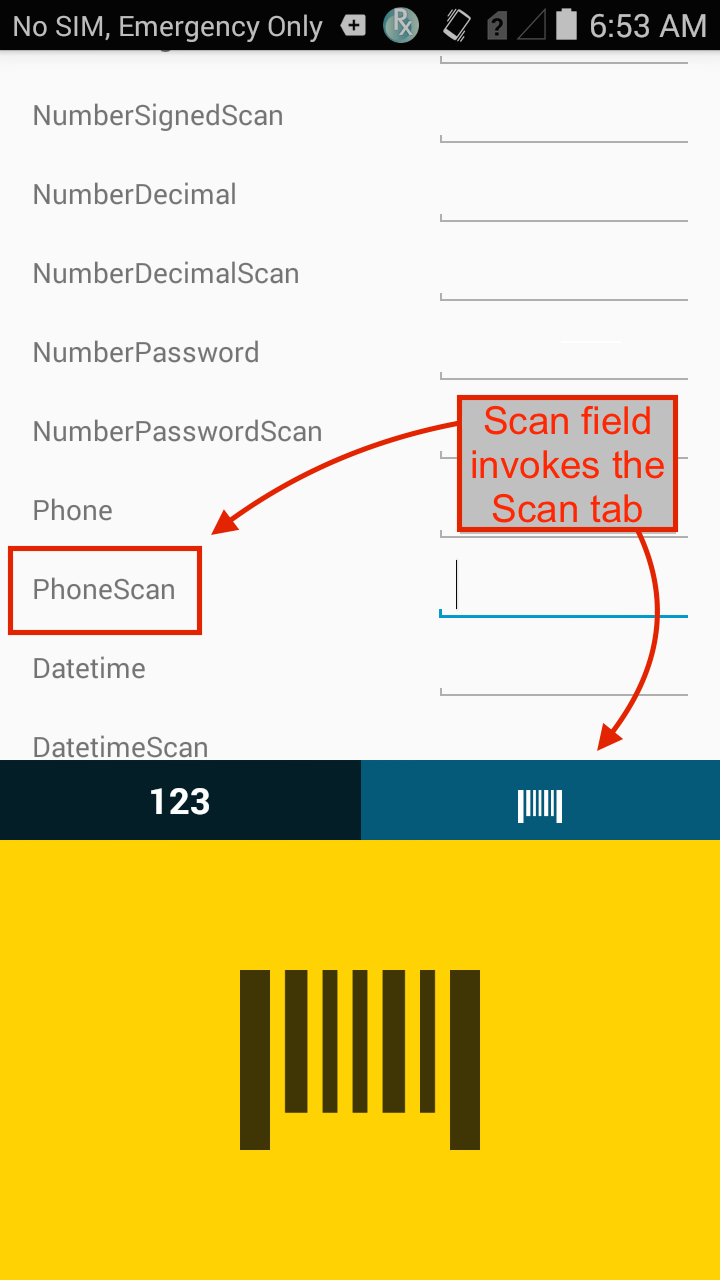 No SIM, Emergency Only
Rx
?
6:53 AM
NumberSignedScan
NumberDecimal
NumberDecimalScan
NumberPassword
NumberPasswordScan
Scan field
invokes the
Scan tab
Phone
PhoneScan
Datetime
DatetimeScan
123